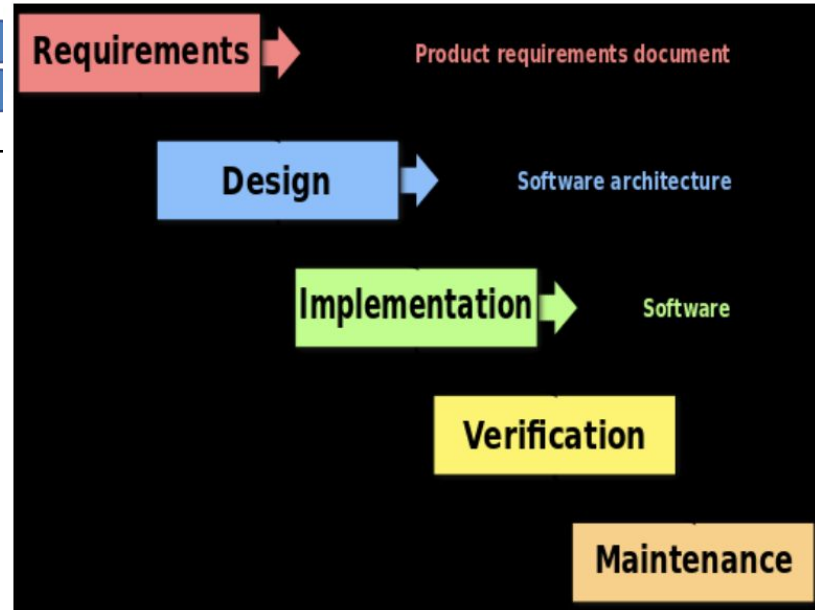 Requirements
Product requirements document
Design
Software architecture
Implementation
Software
Verification
Maintenance